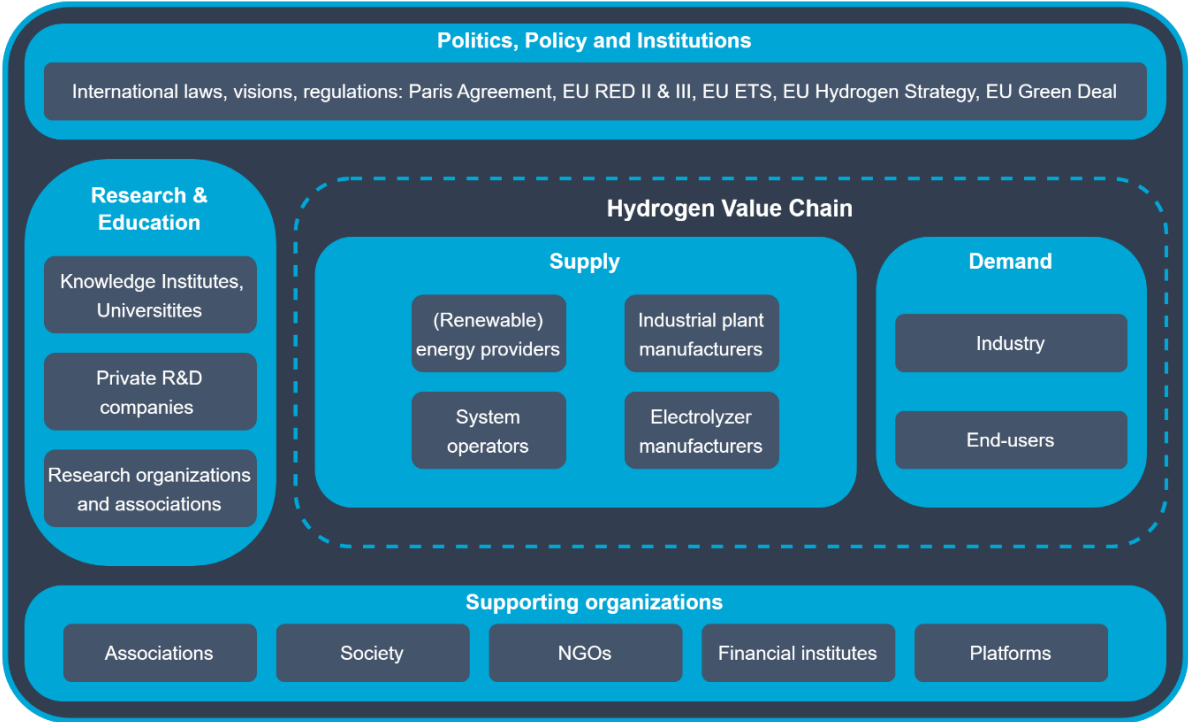 Politics, Policy and Institutions
International laws, visions, regulations: Paris Agreement, EU RED II & III, EU ETS, EU Hydrogen Strategy, EU Green Deal
Research &
Education
Knowledge Institutes,
Universitites
Private R&D
companies
Research organizations
and associations
Hydrogen Value Chain
Supply
(Renewable)
energy providers
Industrial plant
manufacturers
System
operators
Electrolyzer
manufacturers
Demand
Industry
End-users
Supporting organizations
Associations
Society
NGOs
Financial institutes
Platforms